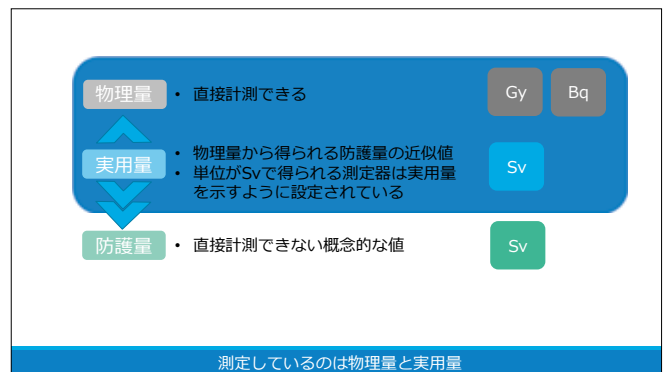 物理量 • 直接計測できる Gy Bq
実用量 • 物理量から得られる防護量の近似値
• 単位がSvで得られる測定器は実用量 Sv
を示すように設定されている
防護量 • 直接計測できない概念的な値 Sv
測定しているのは物理量と実用量